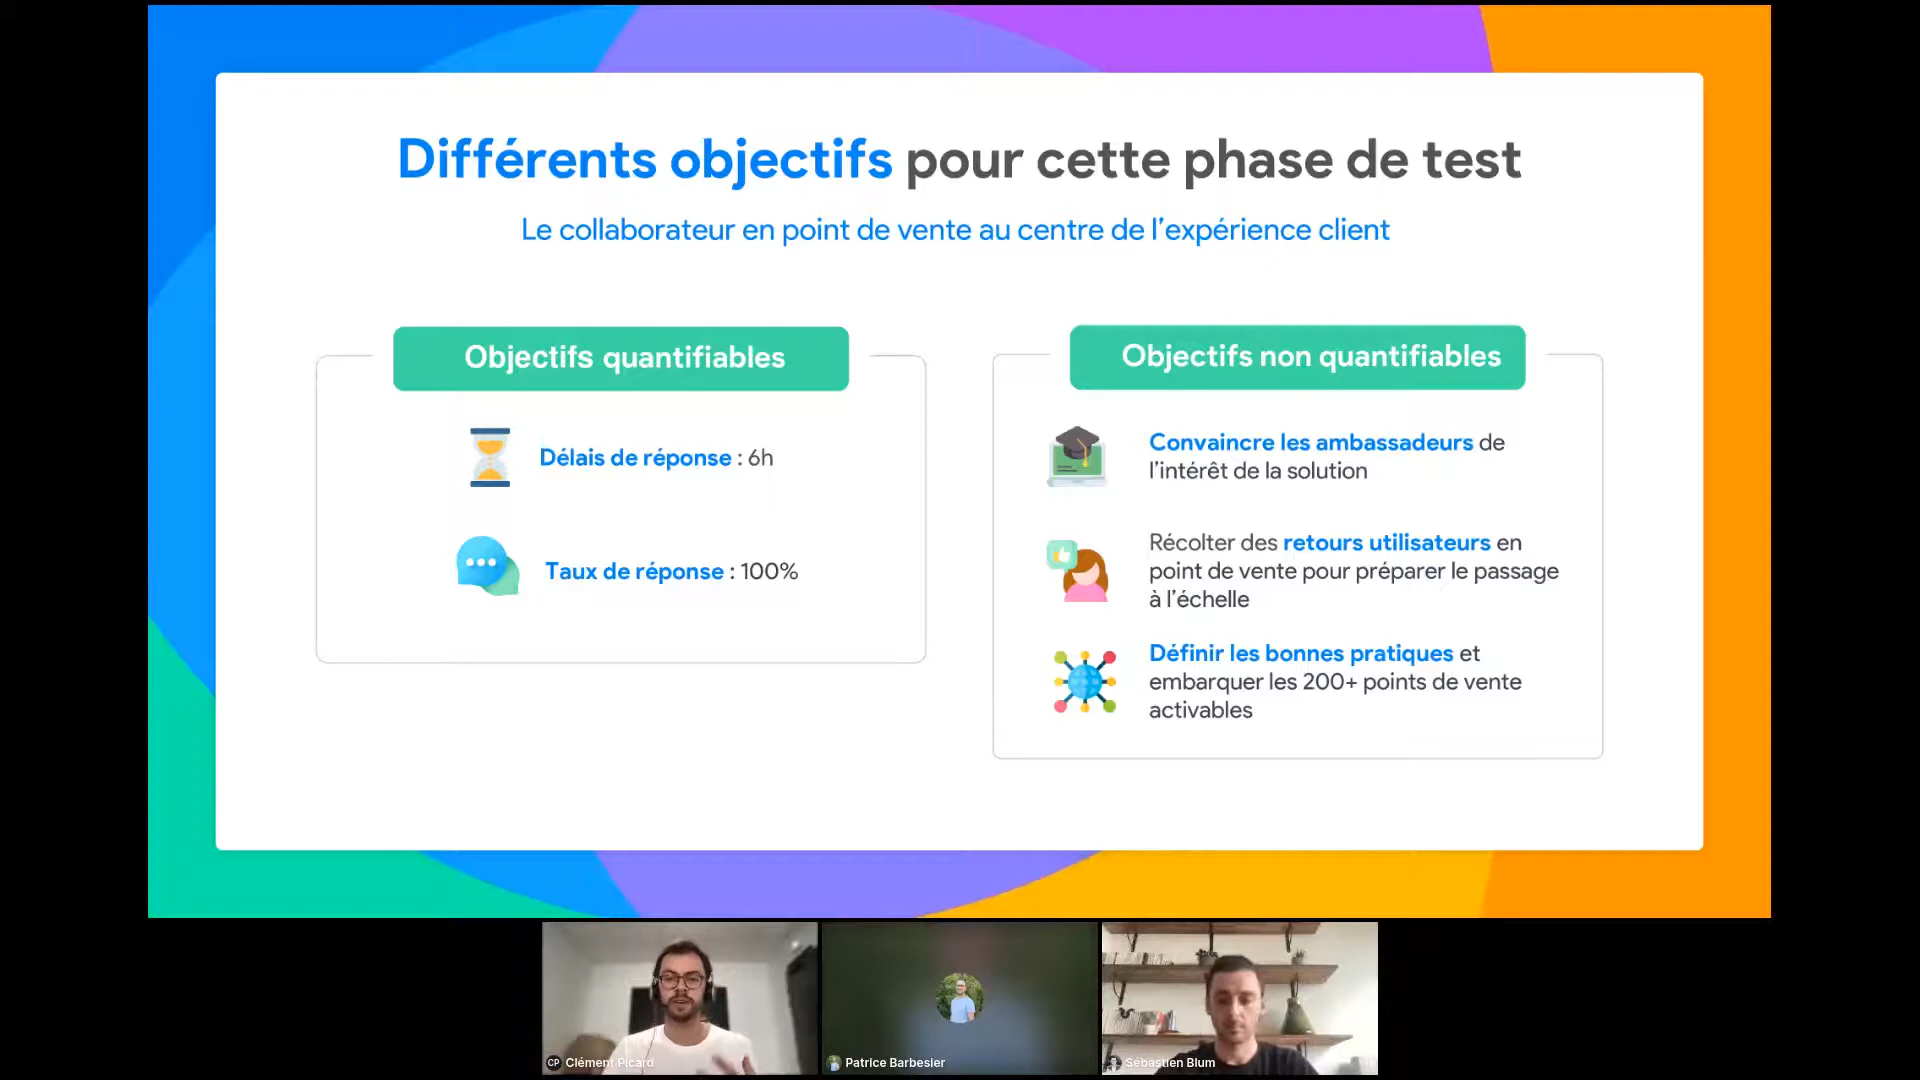 Différents objectifs pour cette phase de test
Le collaborateur en point de vente au centre de l’expérience client
Objectifs quantifiables
Délais de réponse : 6h
Taux de réponse : 100%
Objectifs non quantifiables
Convaincre les ambassadeurs de
l’intérêt de la solution
Récolter des retours utilisateurs en
point de vente pour préparer le passage
à l’échelle
Définir les bonnes pratiques et
embarquer les 200+ points de vente
activables
CP Clément Picard
Patrice Barbesier
Sébastien Blum